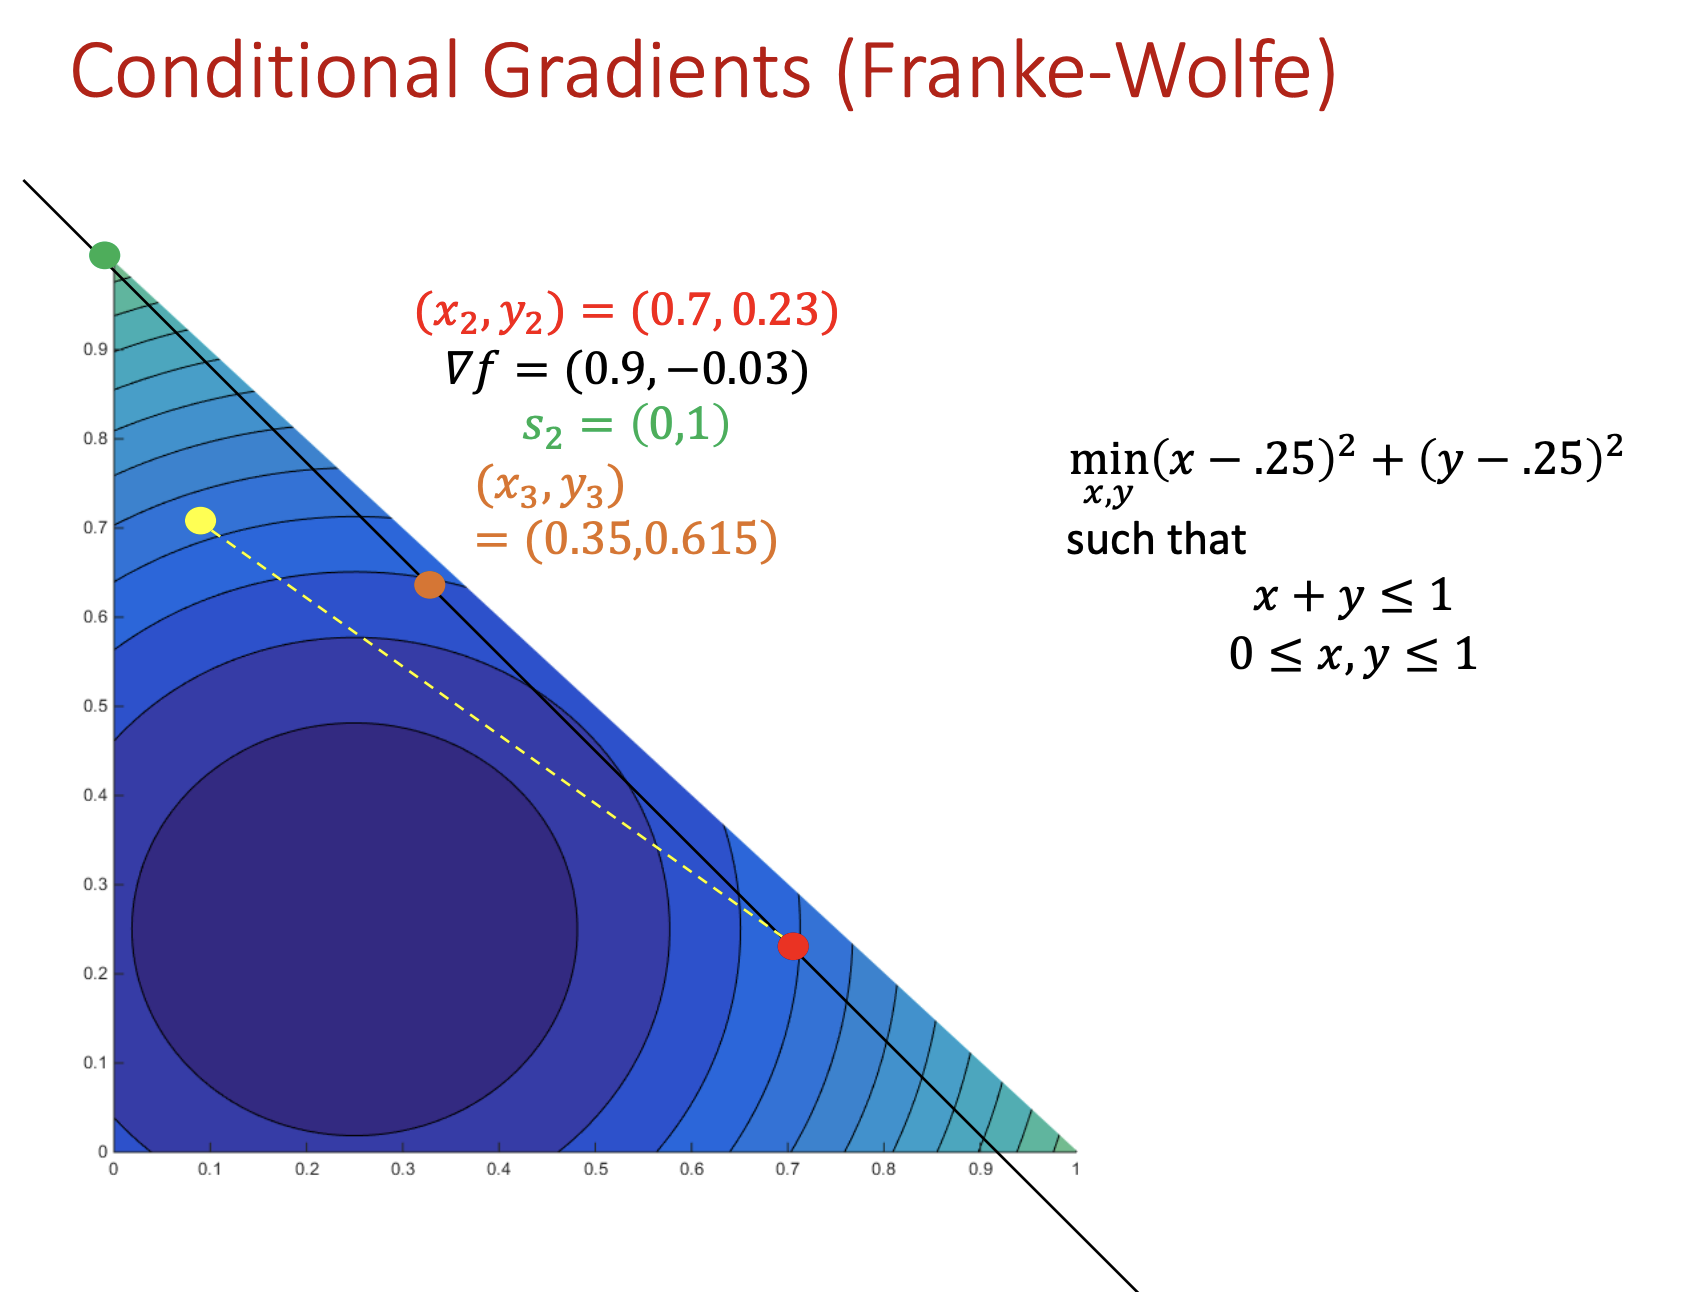 Conditional Gradients (Franke-Wolfe)
(x₂, y₂) = (0.7, 0.23)
∇f = (0.9, −0.03)
s₂ = (0,1)
(x₃, y₃)
= (0.35,0.615)
min(x − .25)² + (y − .25)²
x,y
such that
x + y ≤ 1
0 ≤ x, y ≤ 1
0.9
0.8
0.7
0.6
0.5
0.4
0.3
0.2
0.1
0
0 0.1 0.2 0.3 0.4 0.5 0.6 0.7 0.8 0.9 1